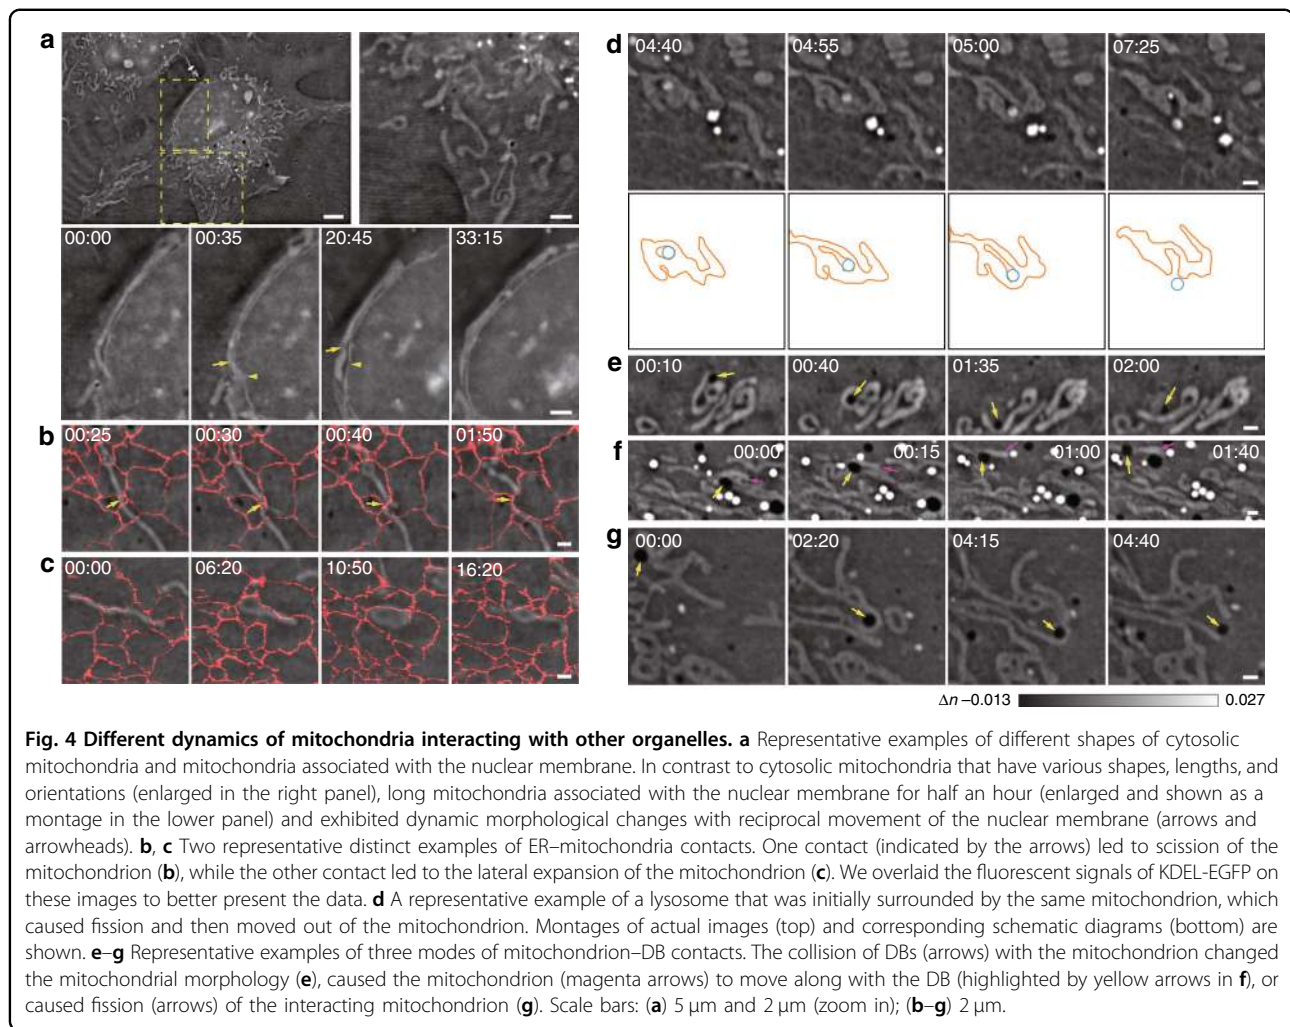 a
00:00 00:35 20:45 33:15
b
00:25 00:30 00:40 01:50
c
00:00 06:20 10:50 16:20
d
04:40 04:55 05:00 07:25
e
00:10 00:40 01:35 02:00
f
00:00 00:15 01:00 01:40
g
00:00 02:20 04:15 04:40
Δn –0.013 0.027
Fig. 4 Different dynamics of mitochondria interacting with other organelles. a Representative examples of different shapes of cytosolic
mitochondria and mitochondria associated with the nuclear membrane. In contrast to cytosolic mitochondria that have various shapes, lengths, and
orientations (enlarged in the right panel), long mitochondria associated with the nuclear membrane for half an hour (enlarged and shown as a
montage in the lower panel) and exhibited dynamic morphological changes with reciprocal movement of the nuclear membrane (arrows and
arrowheads). b, c Two representative distinct examples of ER–mitochondria contacts. One contact (indicated by the arrows) led to scission of the
mitochondrion (b), while the other contact led to the lateral expansion of the mitochondrion (c). We overlaid the fluorescent signals of KDEL-EGFP on
these images to better present the data. d A representative example of a lysosome that was initially surrounded by the same mitochondrion, which
caused fission and then moved out of the mitochondrion. Montages of actual images (top) and corresponding schematic diagrams (bottom) are
shown. e–g Representative examples of three modes of mitochondrion–DB contacts. The collision of DBs (arrows) with the mitochondrion changed
the mitochondrial morphology (e), caused the mitochondrion (magenta arrows) to move along with the DB (highlighted by yellow arrows in f), or
caused fission (arrows) of the interacting mitochondrion (g). Scale bars: (a) 5 μm and 2 μm (zoom in); (b–g) 2 μm.